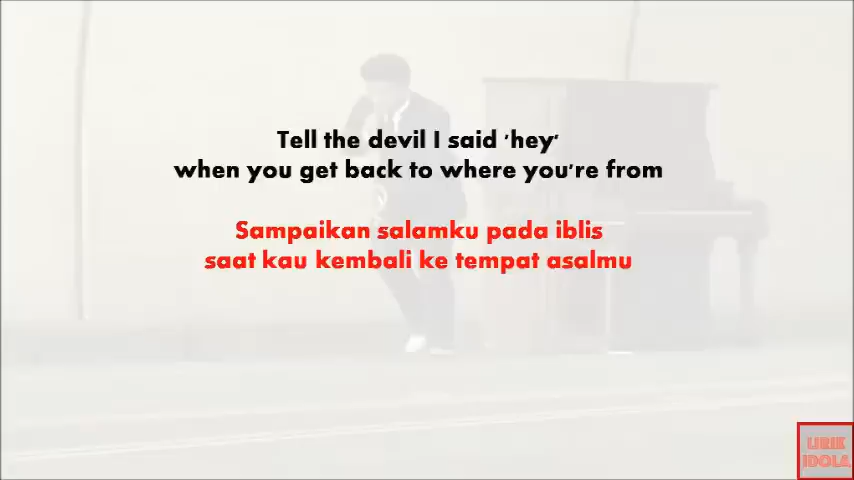 Tell the devil I said 'hey'
when you get back to where you're from
Sampaikan salamku pada iblis
saat kau kembali ke tempat asalmu
LIRIK
IDOLA